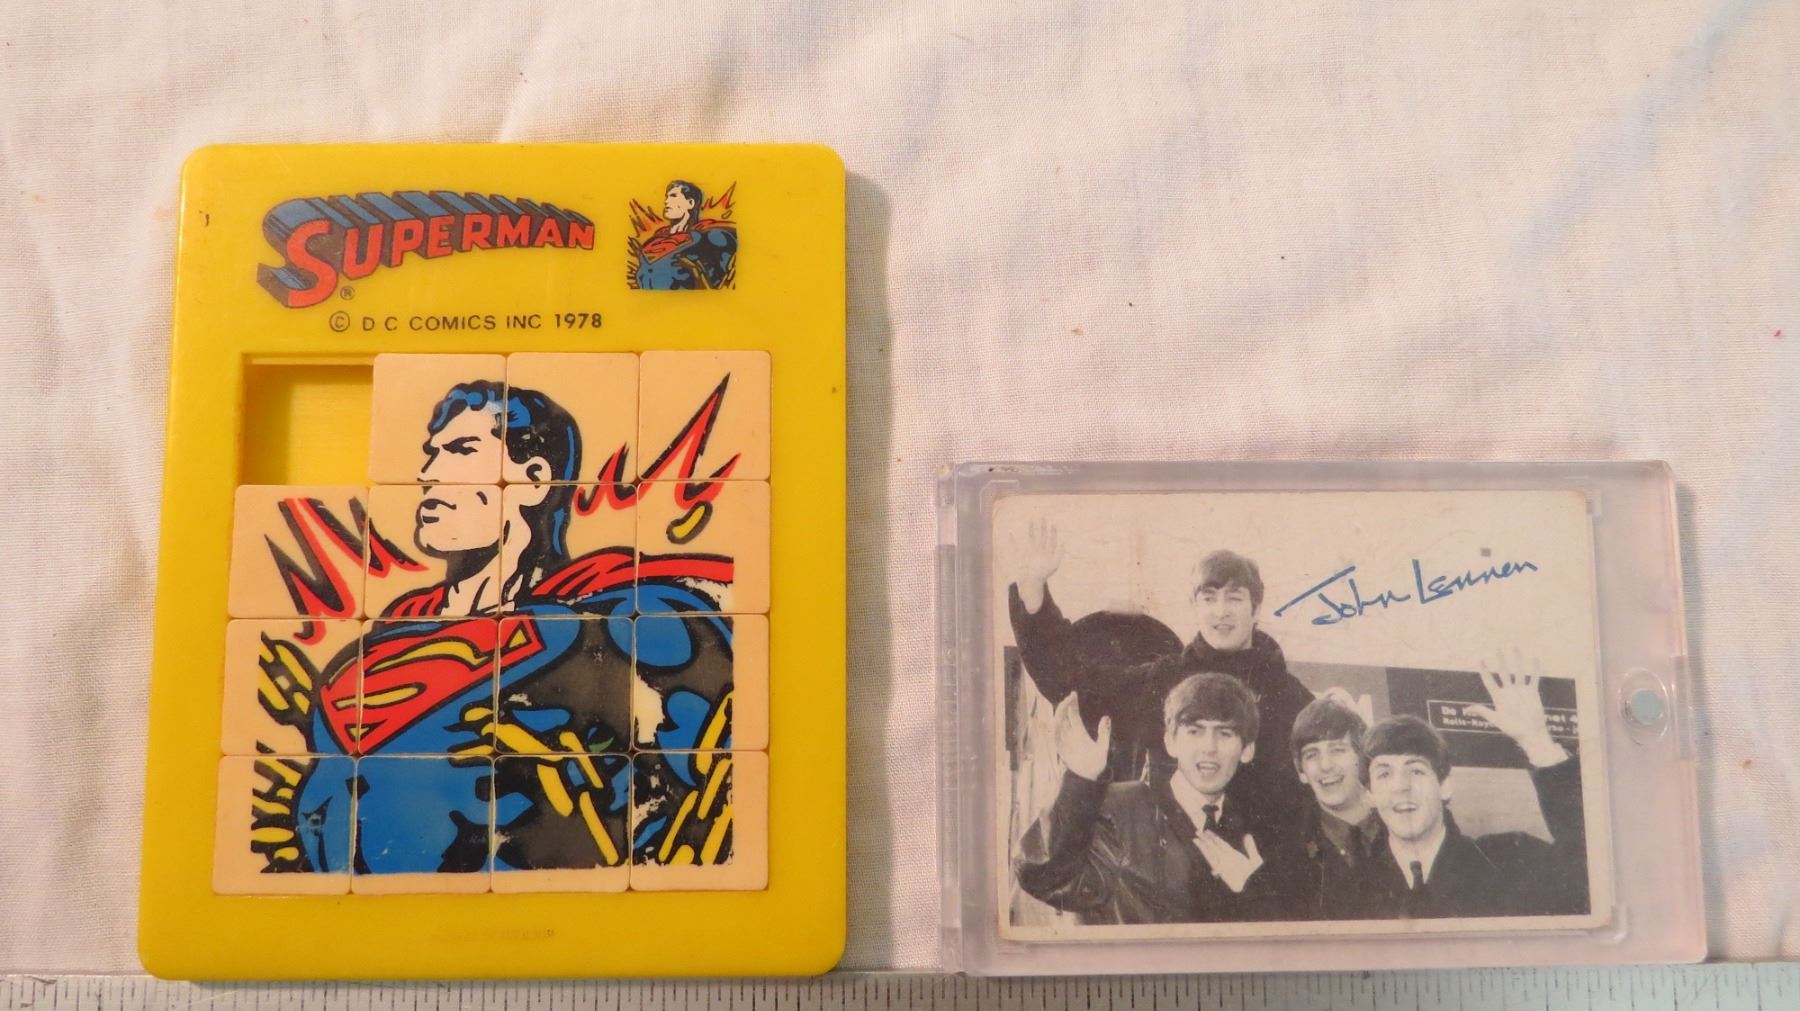 SUPERMAN
®
© D C COMICS INC 1978
John Lennon